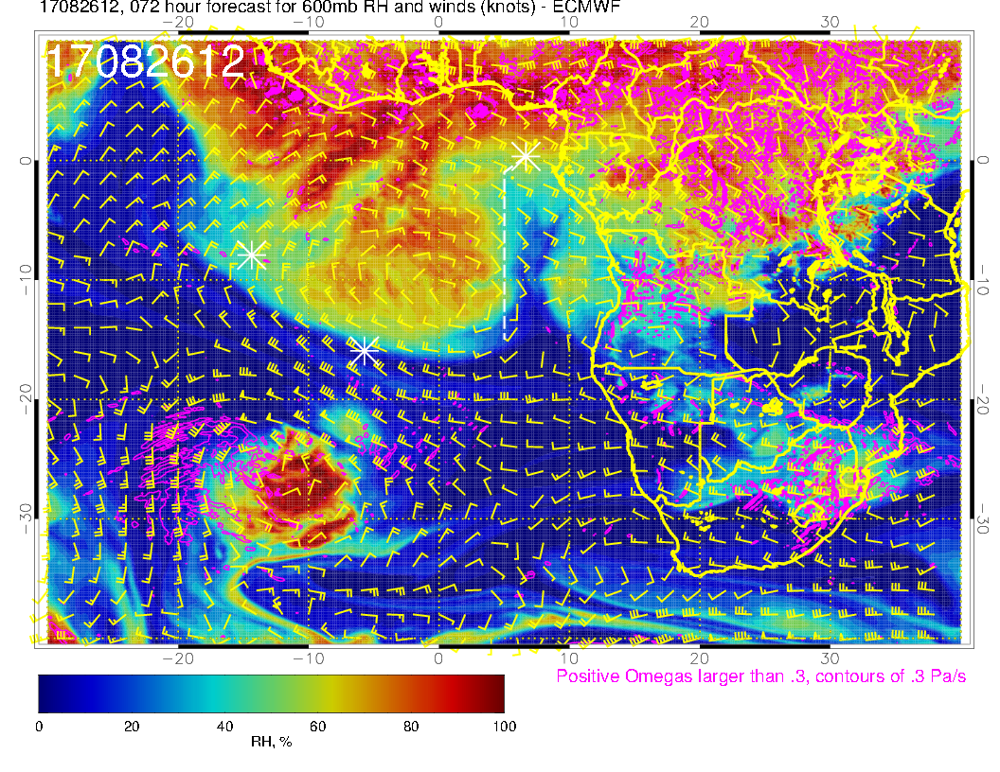 17082612, 072 hour forecast for 600mb RH and winds (knots) - ECMWF
−20 −10 0 10 20 30
17082612
0 0
−10 −10
−20 −20
−30 −30
−20 −10 0 10 20 30
Positive Omegas larger than .3, contours of .3 Pa/s
0 20 40 60 80 100
RH, %